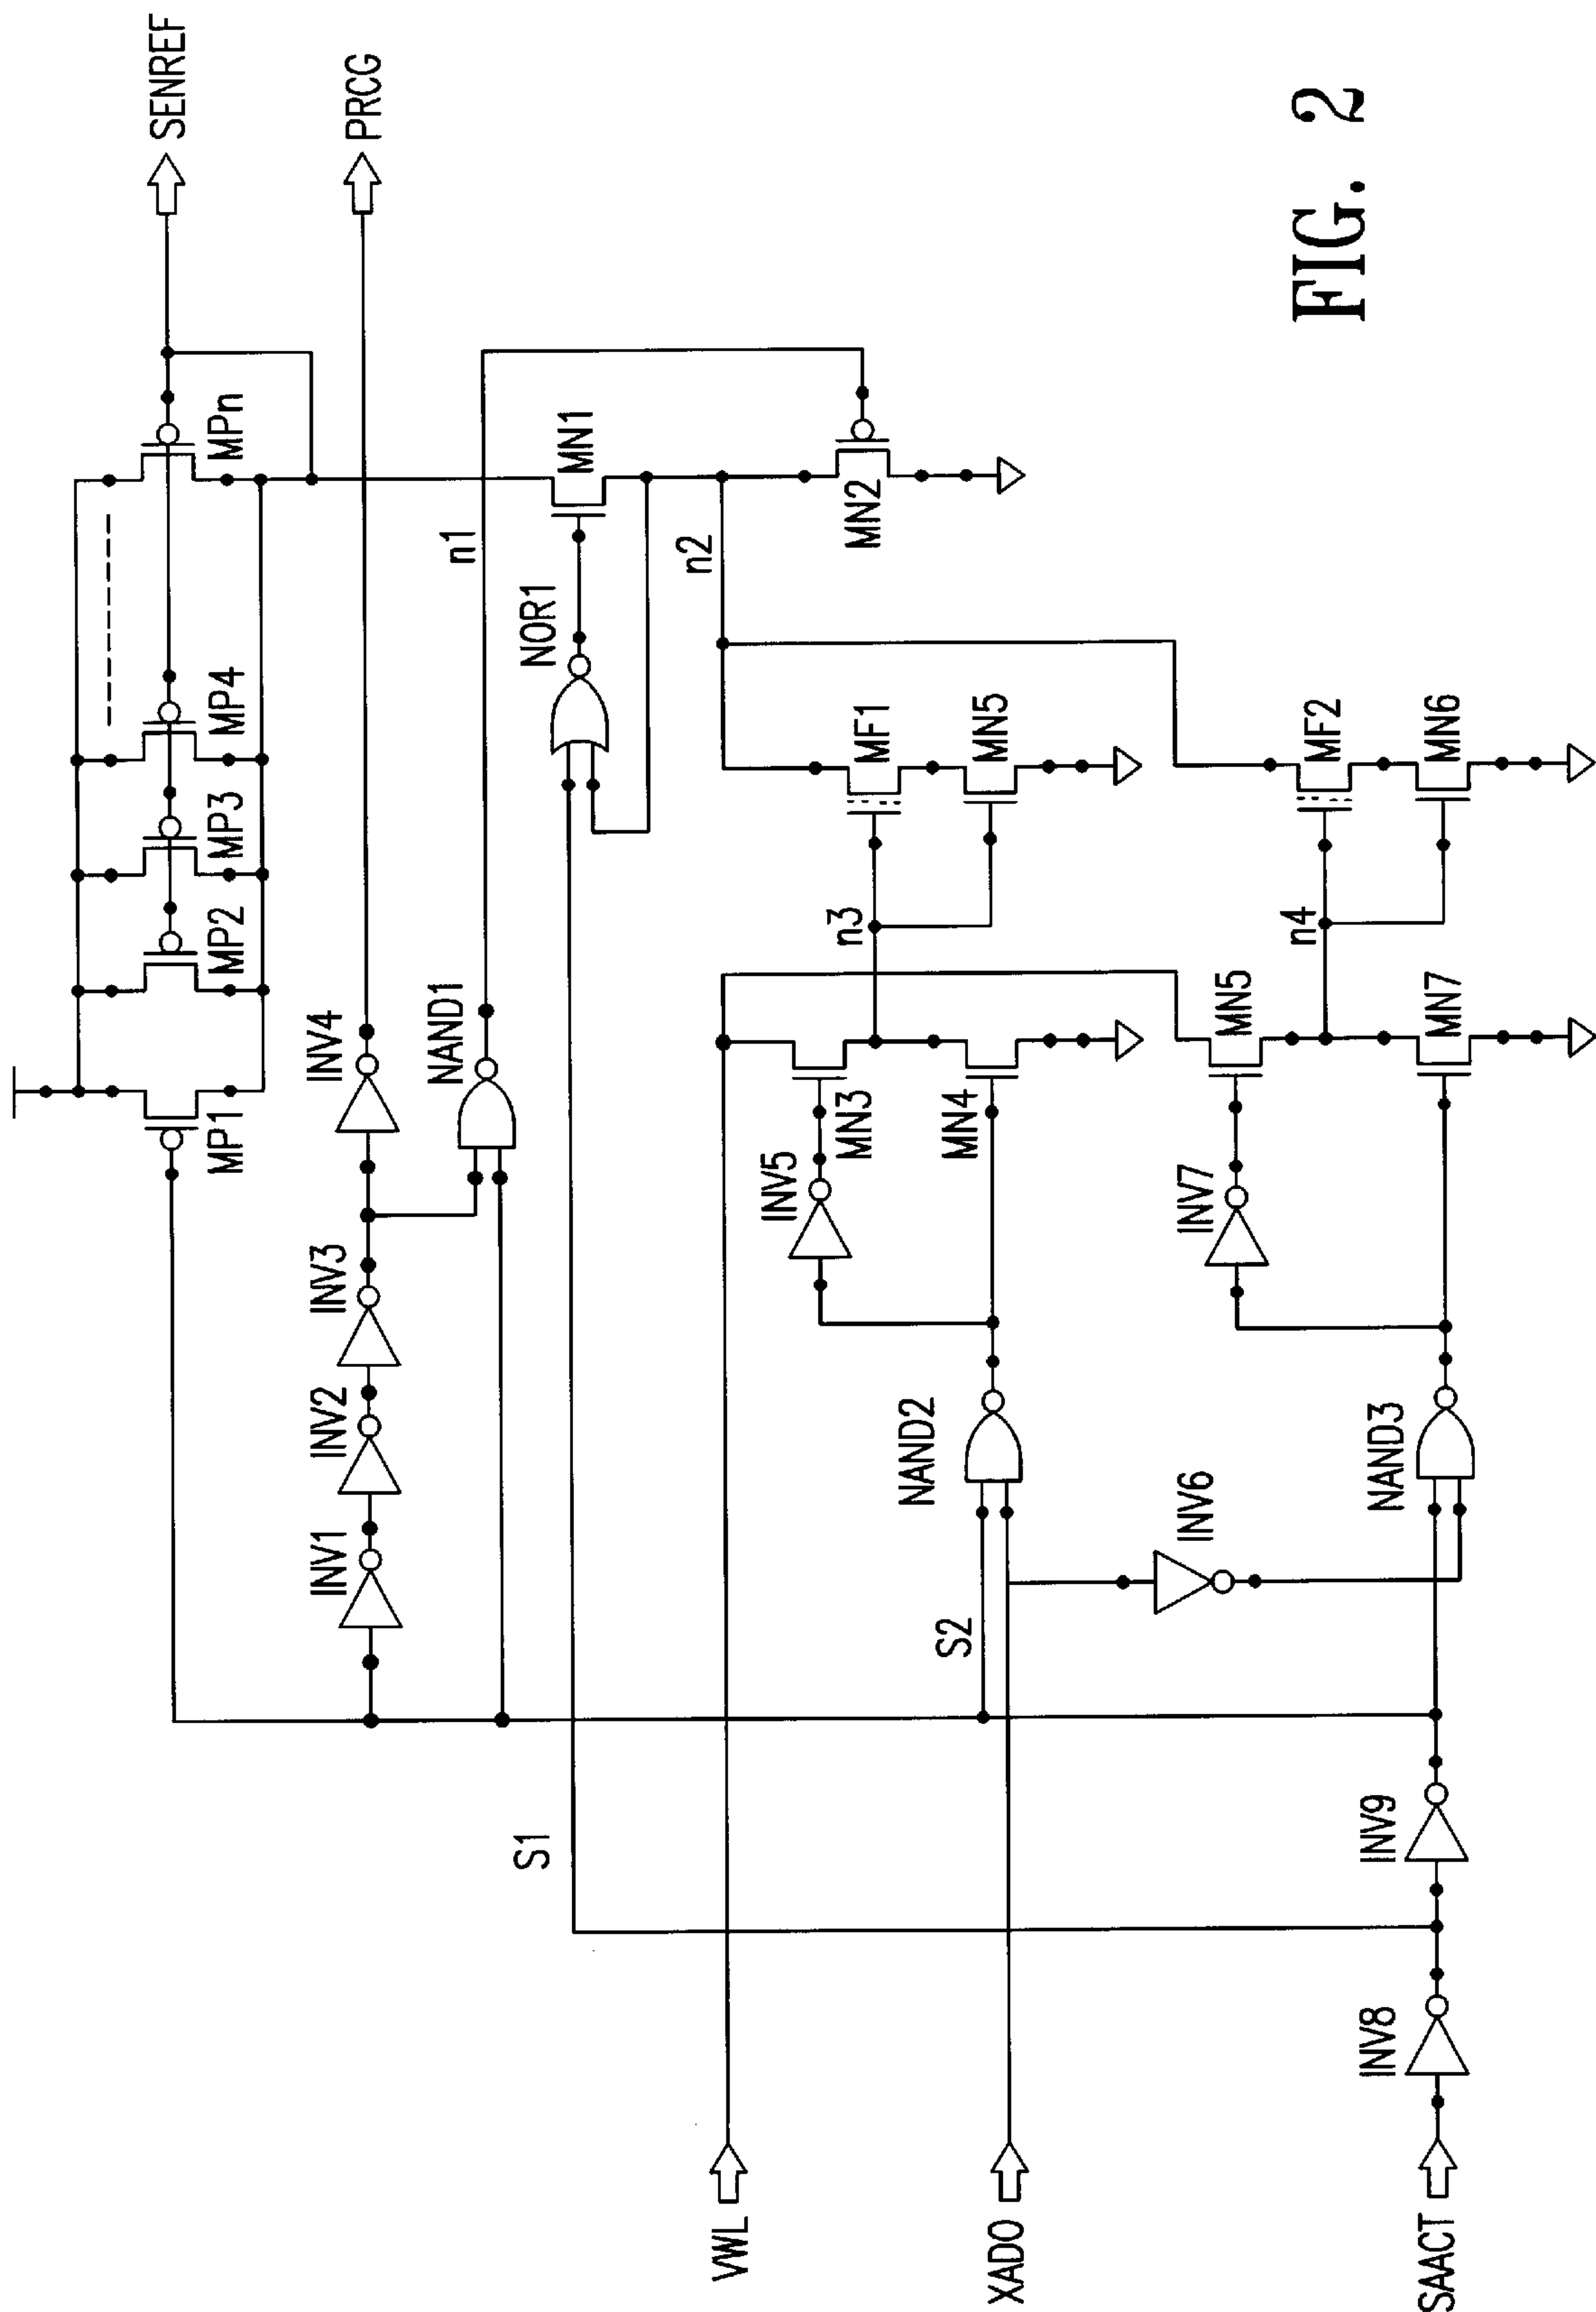 SENREF
PRCG
MP1
MP2
MP3
MP4
MPn
INV1
INV2
INV3
INV4
NAND1
n1
MN1
NOR1
S1
n2
MN2
VWL
INV5
MN3
MN4
n3
MF1
MN5
NAND2
S2
XADO
INV6
INV7
MN5
MN7
n4
MF2
MN6
NAND3
SAACT
INV8
INV9
FIG. 2